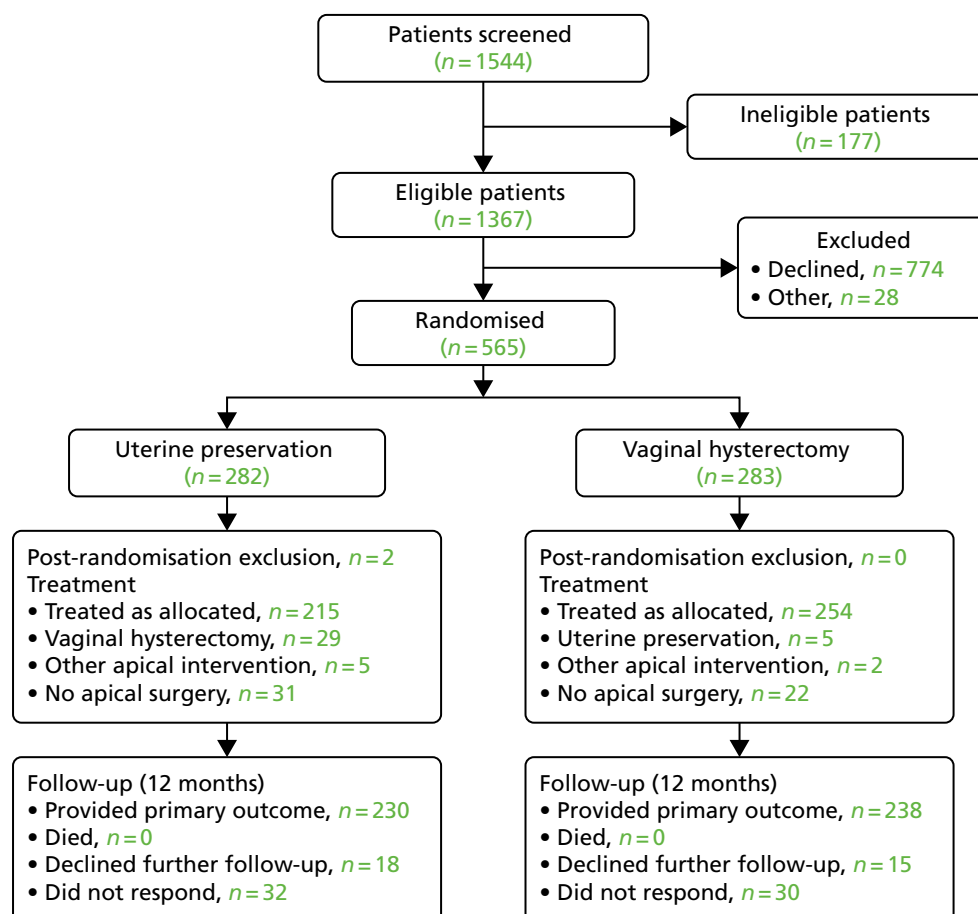 Patients screened
(n=1544)
Ineligible patients
(n=177)
Eligible patients
(n=1367)
Excluded
• Declined, n=774
• Other, n=28
Randomised
(n=565)
Uterine preservation
(n=282)
Vaginal hysterectomy
(n=283)
Post-randomisation exclusion, n=2
Treatment
• Treated as allocated, n=215
• Vaginal hysterectomy, n=29
• Other apical intervention, n=5
• No apical surgery, n=31
Post-randomisation exclusion, n=0
Treatment
• Treated as allocated, n=254
• Uterine preservation, n=5
• Other apical intervention, n=2
• No apical surgery, n=22
Follow-up (12 months)
• Provided primary outcome, n=230
• Died, n=0
• Declined further follow-up, n=18
• Did not respond, n=32
Follow-up (12 months)
• Provided primary outcome, n=238
• Died, n=0
• Declined further follow-up, n=15
• Did not respond, n=30